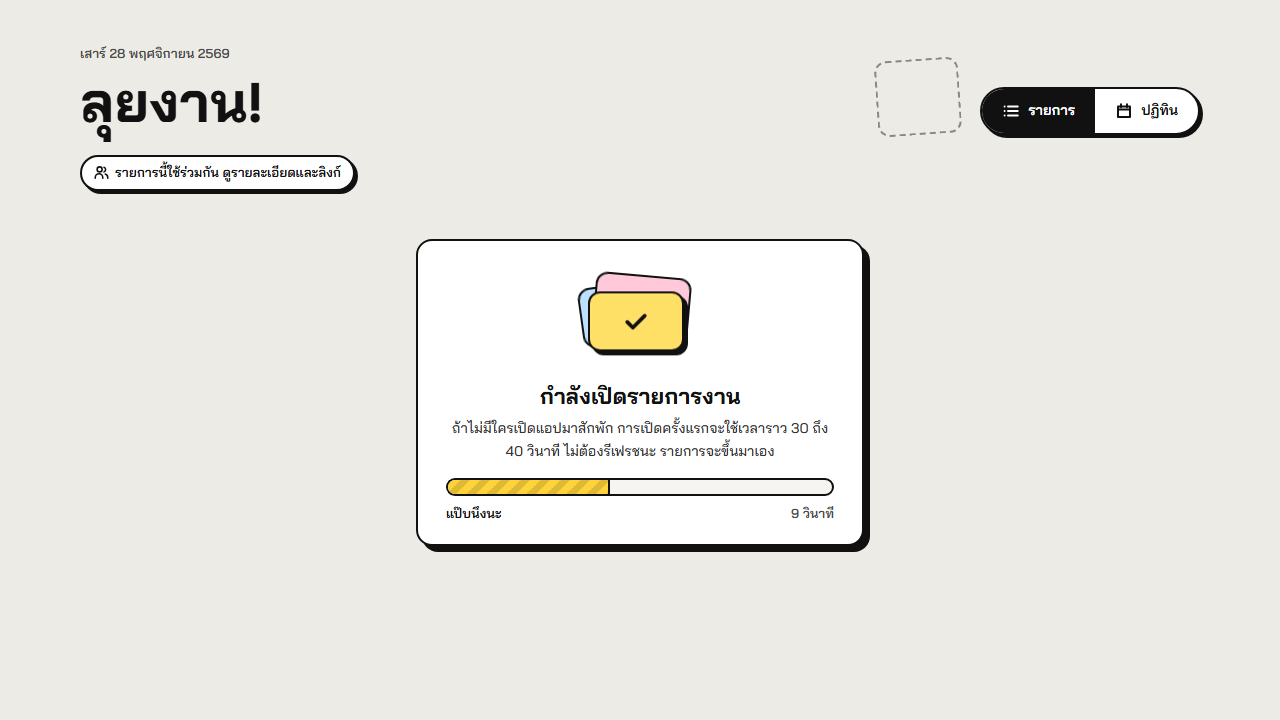 เสาร์ 28 พฤศจิกายน 2569
ลุยงาน!
รายการนี้ใช้ร่วมกัน ดูรายละเอียดและลิงก์
รายการ
ปฏิทิน
กำลังเปิดรายการงาน
ถ้าไม่มีใครเปิดแอปมาสักพัก การเปิดครั้งแรกจะใช้เวลาราว 30 ถึง
40 วินาที ไม่ต้องรีเฟรชนะ รายการจะขึ้นมาเอง
แป๊บนึงนะ
9 วินาที